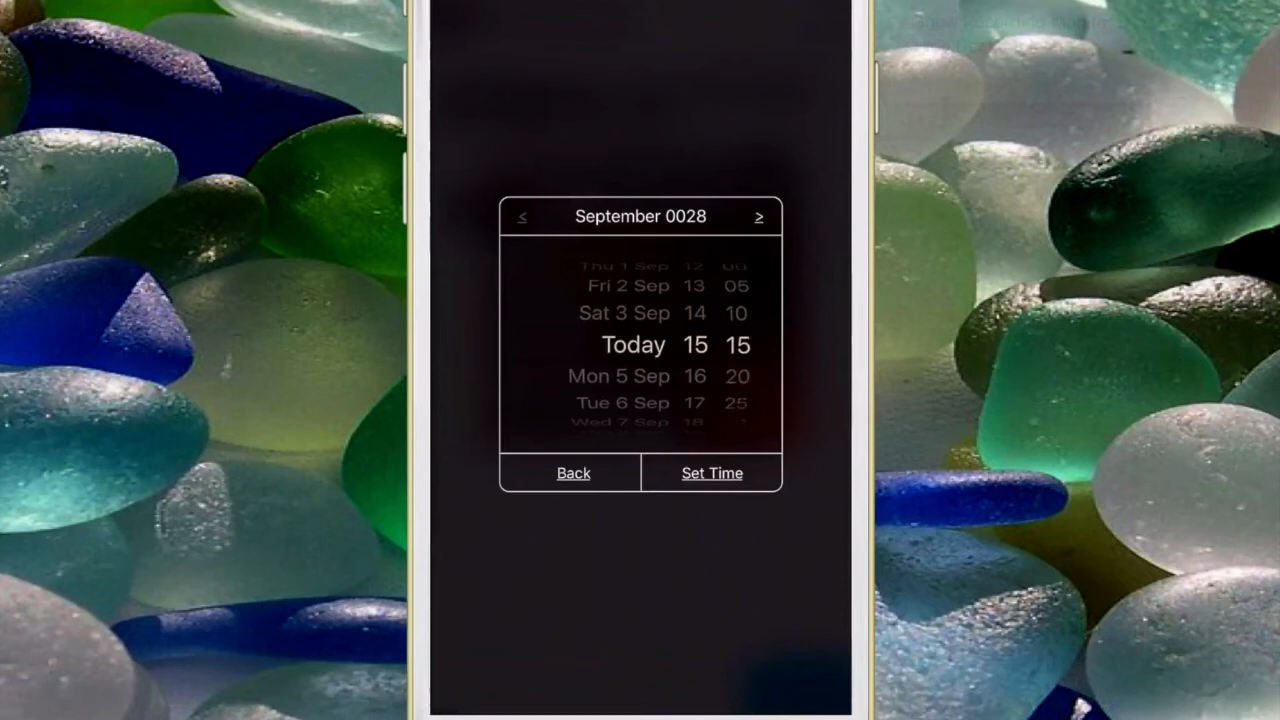 < September 0028 >
Thu 1 Sep 12 00
Fri 2 Sep 13 05
Sat 3 Sep 14 10
Today 15 15
Mon 5 Sep 16 20
Tue 6 Sep 17 25
Wed 7 Sep 18
Back Set Time